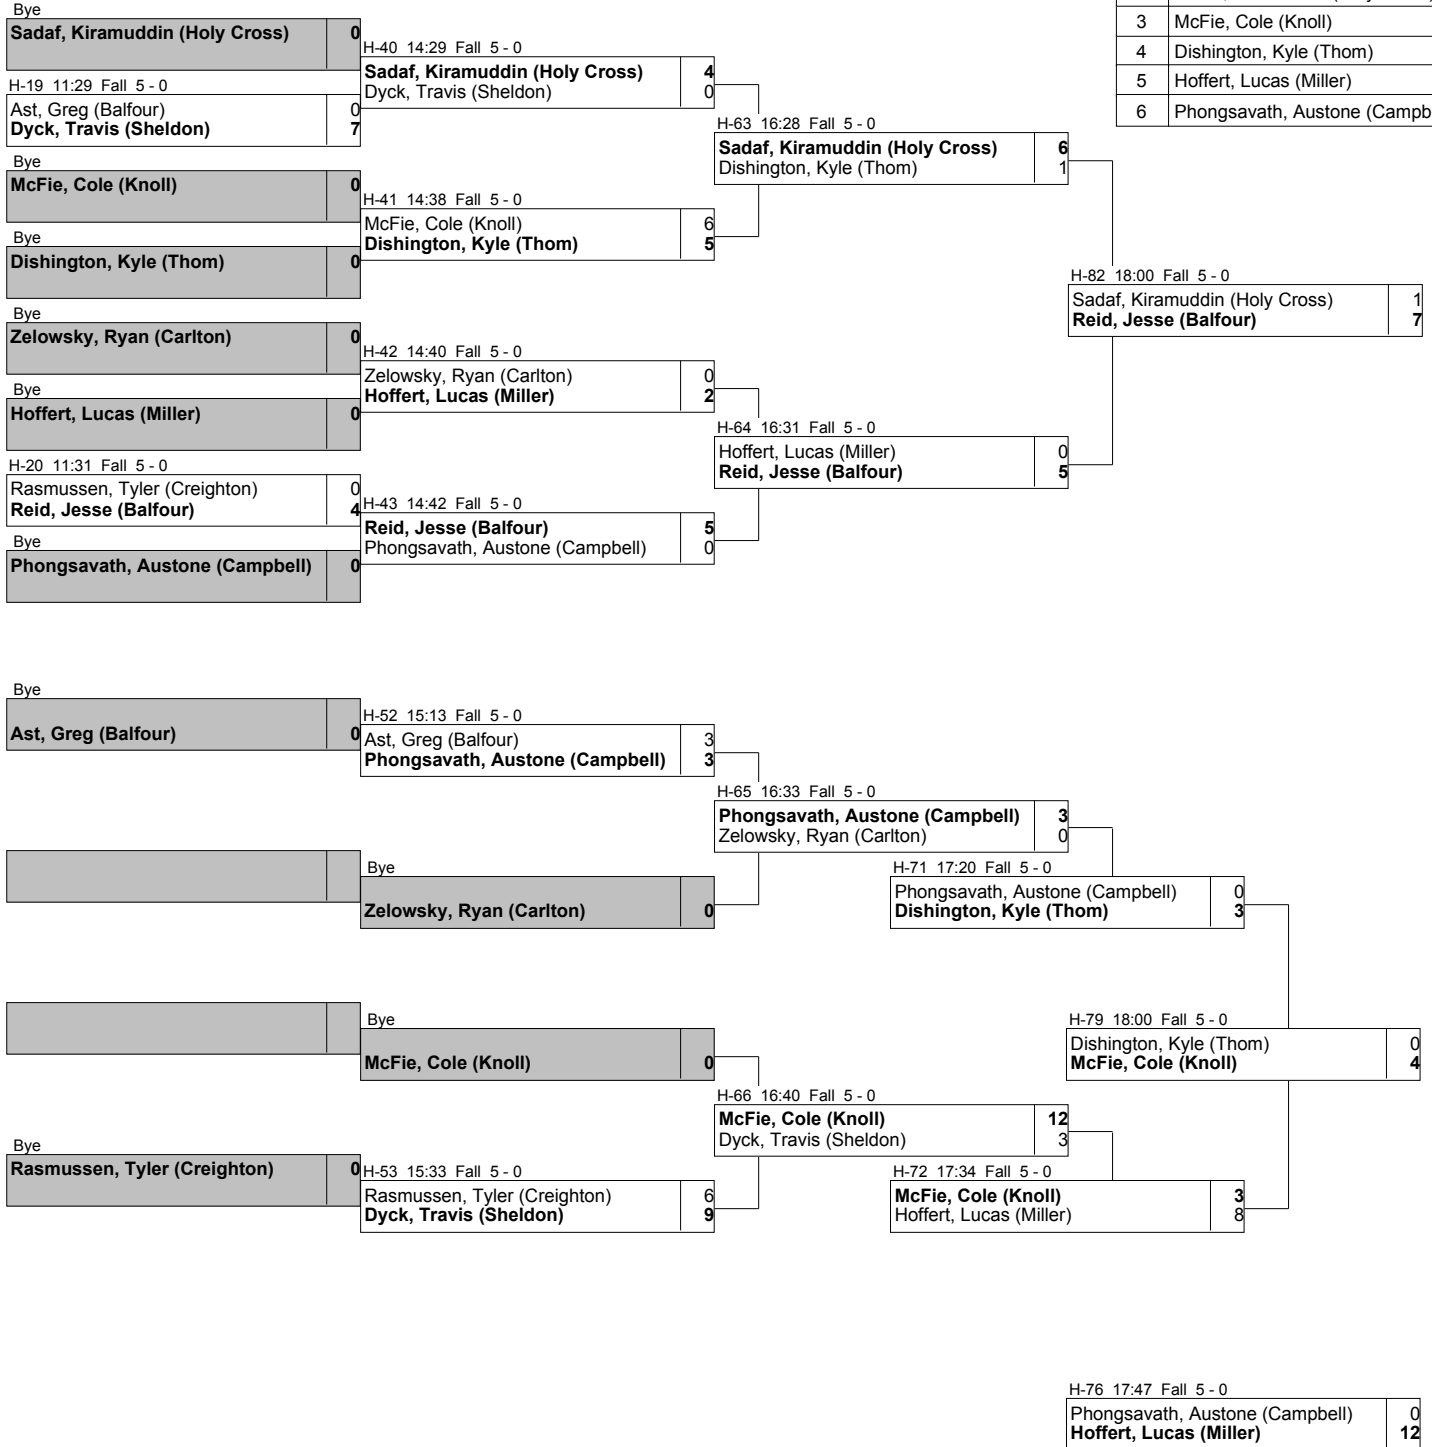 Bye
Sadaf, Kiramuddin (Holy Cross) 0
H-19 11:29 Fall 5 - 0
Ast, Greg (Balfour) 0
Dyck, Travis (Sheldon) 7
Bye
McFie, Cole (Knoll) 0
Bye
Dishington, Kyle (Thom) 0
Bye
Zelowsky, Ryan (Carlton) 0
Bye
Hoffert, Lucas (Miller) 0
H-20 11:31 Fall 5 - 0
Rasmussen, Tyler (Creighton) 0
Reid, Jesse (Balfour) 4
Bye
Phongsavath, Austone (Campbell) 0
H-40 14:29 Fall 5 - 0
Sadaf, Kiramuddin (Holy Cross) 4
Dyck, Travis (Sheldon) 0
H-41 14:38 Fall 5 - 0
McFie, Cole (Knoll) 6
Dishington, Kyle (Thom) 5
H-42 14:40 Fall 5 - 0
Zelowsky, Ryan (Carlton) 0
Hoffert, Lucas (Miller) 2
H-43 14:42 Fall 5 - 0
Reid, Jesse (Balfour) 5
Phongsavath, Austone (Campbell) 0
H-63 16:28 Fall 5 - 0
Sadaf, Kiramuddin (Holy Cross) 6
Dishington, Kyle (Thom) 1
H-64 16:31 Fall 5 - 0
Hoffert, Lucas (Miller) 0
Reid, Jesse (Balfour) 5
H-82 18:00 Fall 5 - 0
Sadaf, Kiramuddin (Holy Cross) 1
Reid, Jesse (Balfour) 7
3 McFie, Cole (Knoll)
4 Dishington, Kyle (Thom)
5 Hoffert, Lucas (Miller)
6 Phongsavath, Austone (Campb
Bye
Ast, Greg (Balfour) 0
Bye
Rasmussen, Tyler (Creighton) 0
H-52 15:13 Fall 5 - 0
Ast, Greg (Balfour) 3
Phongsavath, Austone (Campbell) 3
Bye
Zelowsky, Ryan (Carlton) 0
Bye
McFie, Cole (Knoll) 0
H-53 15:33 Fall 5 - 0
Rasmussen, Tyler (Creighton) 6
Dyck, Travis (Sheldon) 9
H-65 16:33 Fall 5 - 0
Phongsavath, Austone (Campbell) 3
Zelowsky, Ryan (Carlton) 0
H-66 16:40 Fall 5 - 0
McFie, Cole (Knoll) 12
Dyck, Travis (Sheldon) 3
H-71 17:20 Fall 5 - 0
Phongsavath, Austone (Campbell) 0
Dishington, Kyle (Thom) 3
H-72 17:34 Fall 5 - 0
McFie, Cole (Knoll) 3
Hoffert, Lucas (Miller) 8
H-79 18:00 Fall 5 - 0
Dishington, Kyle (Thom) 0
McFie, Cole (Knoll) 4
H-76 17:47 Fall 5 - 0
Phongsavath, Austone (Campbell) 0
Hoffert, Lucas (Miller) 12